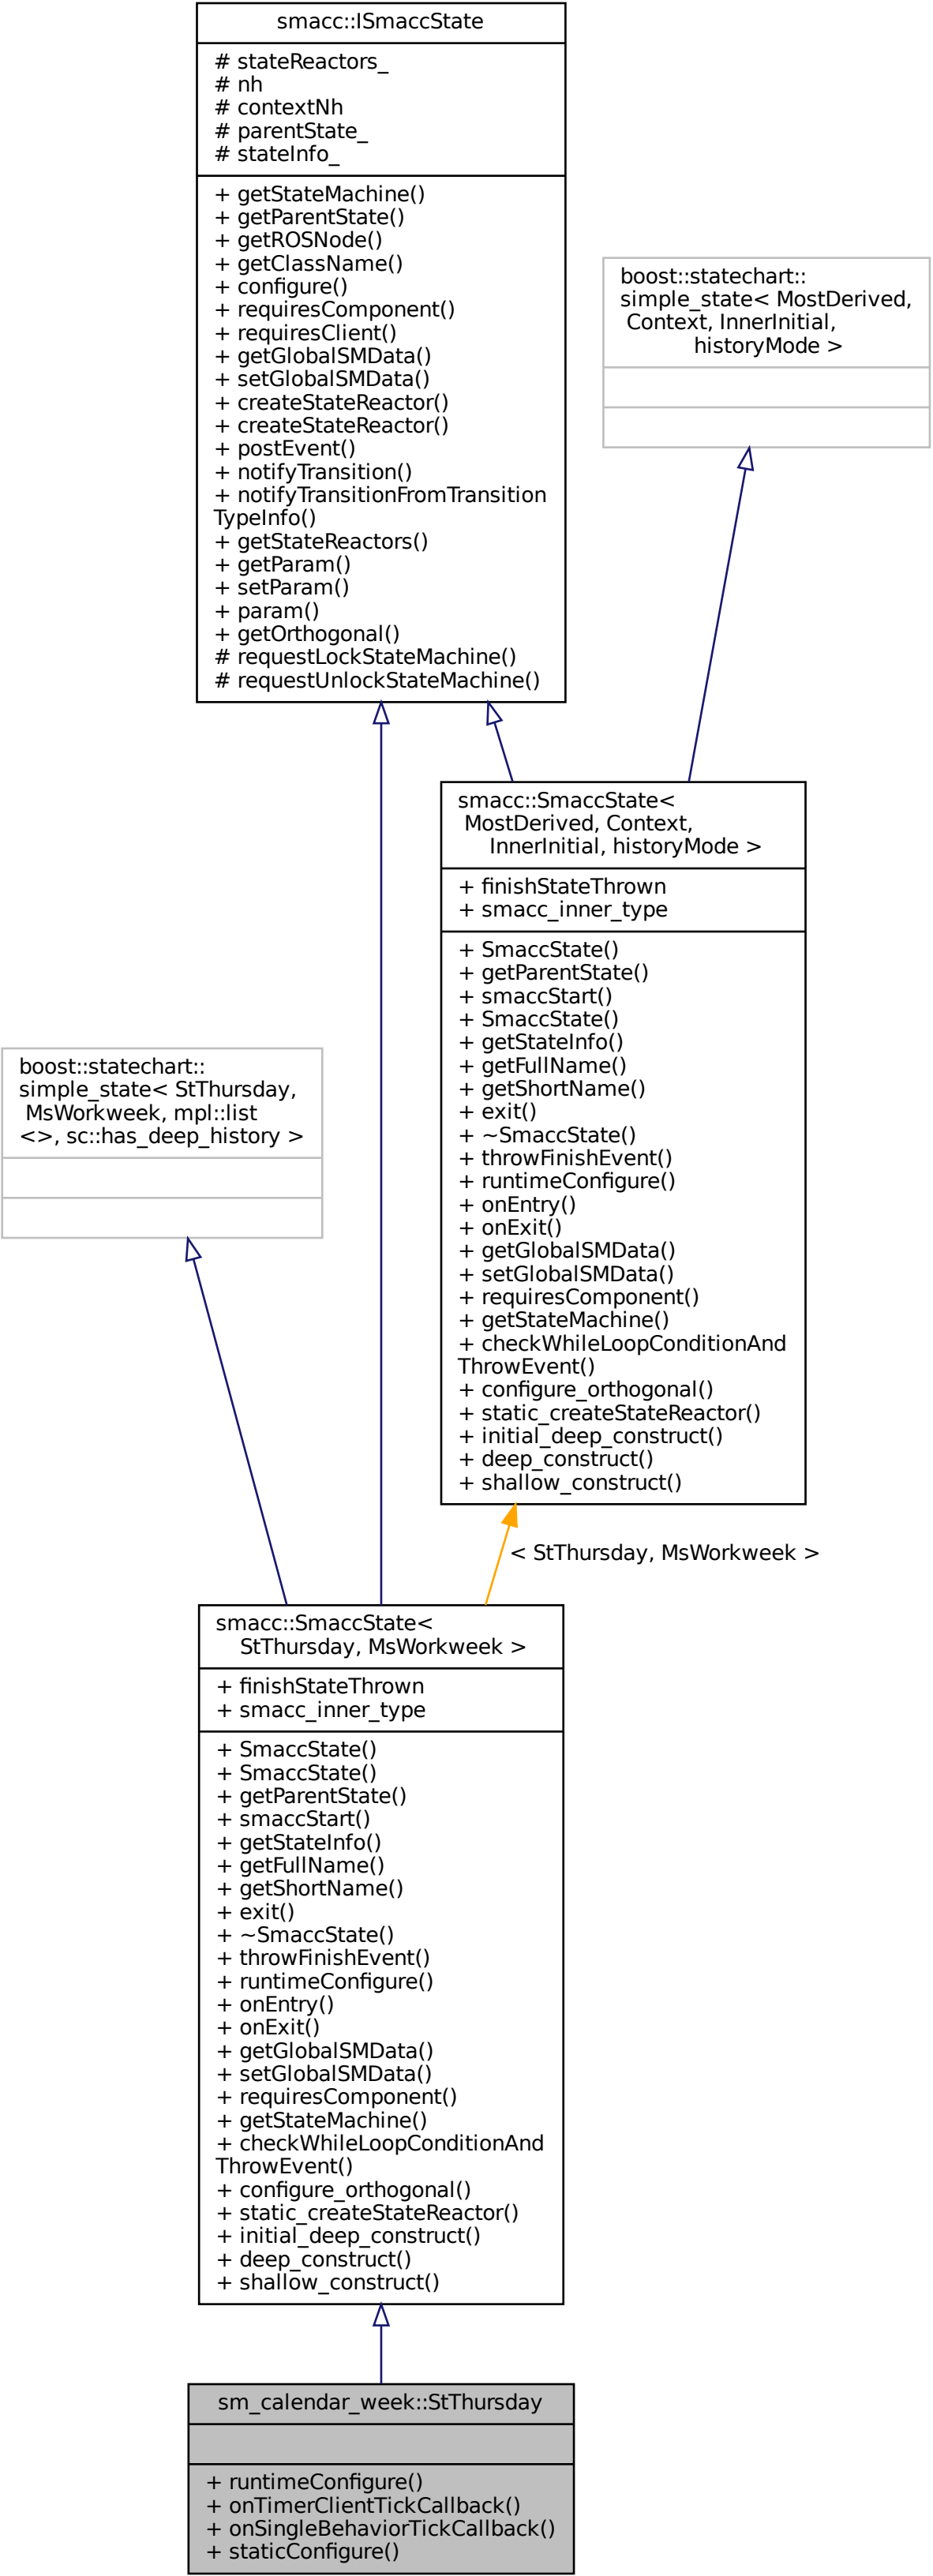 smacc::ISmaccState
# stateReactors_
# nh
# contextNh
# parentState_
# stateInfo_
+ getStateMachine()
+ getParentState()
+ getROSNode()
+ getClassName()
+ configure()
+ requiresComponent()
+ requiresClient()
+ getGlobalSMData()
+ setGlobalSMData()
+ createStateReactor()
+ createStateReactor()
+ postEvent()
+ notifyTransition()
+ notifyTransitionFromTransition
TypeInfo()
+ getStateReactors()
+ getParam()
+ setParam()
+ param()
+ getOrthogonal()
# requestLockStateMachine()
# requestUnlockStateMachine()
boost::statechart::
simple_state< MostDerived,
Context, InnerInitial,
historyMode >
smacc::SmaccState<
MostDerived, Context,
InnerInitial, historyMode >
+ finishStateThrown
+ smacc_inner_type
+ SmaccState()
+ getParentState()
+ smaccStart()
+ SmaccState()
+ getStateInfo()
+ getFullName()
+ getShortName()
+ exit()
+ ~SmaccState()
+ throwFinishEvent()
+ runtimeConfigure()
+ onEntry()
+ onExit()
+ getGlobalSMData()
+ setGlobalSMData()
+ requiresComponent()
+ getStateMachine()
+ checkWhileLoopConditionAnd
ThrowEvent()
+ configure_orthogonal()
+ static_createStateReactor()
+ initial_deep_construct()
+ deep_construct()
+ shallow_construct()
boost::statechart::
simple_state< StThursday,
MsWorkweek, mpl::list
<>, sc::has_deep_history >
< StThursday, MsWorkweek >
smacc::SmaccState<
StThursday, MsWorkweek >
+ finishStateThrown
+ smacc_inner_type
+ SmaccState()
+ SmaccState()
+ getParentState()
+ smaccStart()
+ getStateInfo()
+ getFullName()
+ getShortName()
+ exit()
+ ~SmaccState()
+ throwFinishEvent()
+ runtimeConfigure()
+ onEntry()
+ onExit()
+ getGlobalSMData()
+ setGlobalSMData()
+ requiresComponent()
+ getStateMachine()
+ checkWhileLoopConditionAnd
ThrowEvent()
+ configure_orthogonal()
+ static_createStateReactor()
+ initial_deep_construct()
+ deep_construct()
+ shallow_construct()
sm_calendar_week::StThursday
+ runtimeConfigure()
+ onTimerClientTickCallback()
+ onSingleBehaviorTickCallback()
+ staticConfigure()